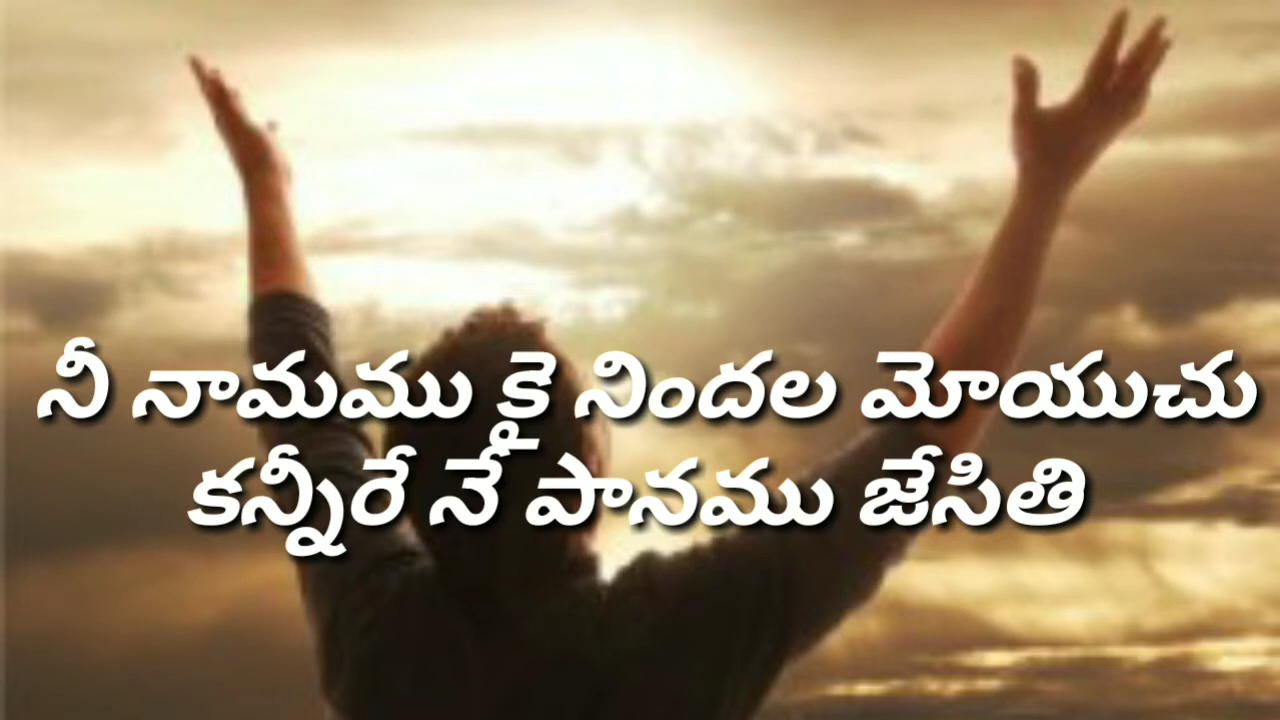 నీ నామము కై నిందల మోయుచు
కన్నీరే నే పానము జేసితి